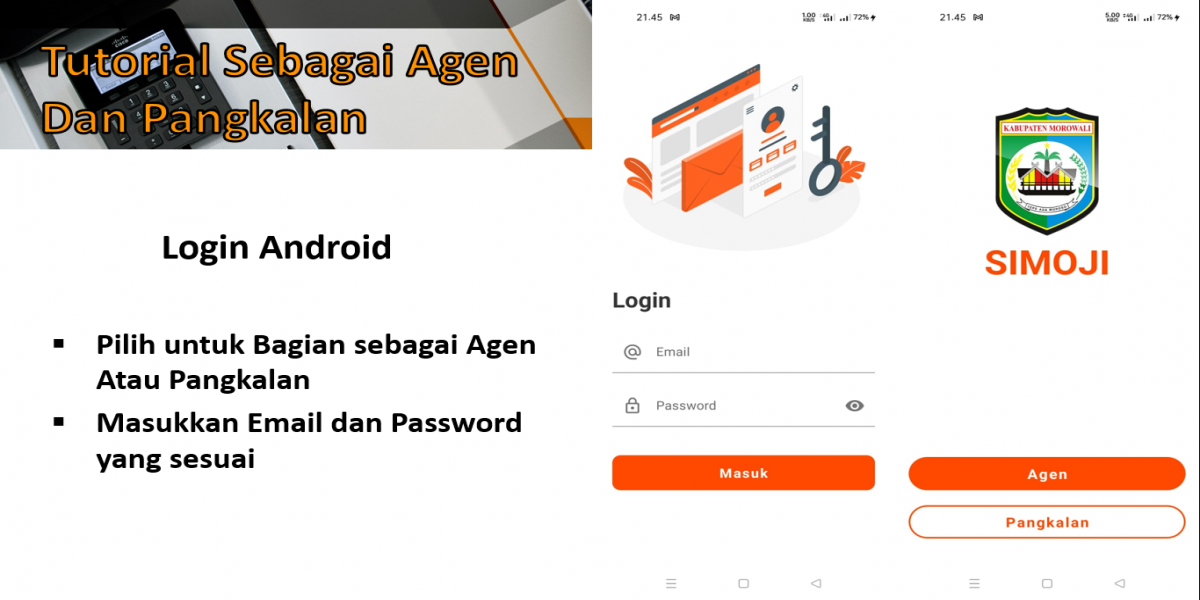 Tutorial Sebagai Agen
Dan Pangkalan
Login Android
▪ Pilih untuk Bagian sebagai Agen
Atau Pangkalan
▪ Masukkan Email dan Password
yang sesuai
21.45
1.00 KB/S 4G 72%
Login
Email
Password
Masuk
21.45
5.00 KB/S 4G 72%
KABUPATEN MOROWALI
SIMOJI
Agen
Pangkalan